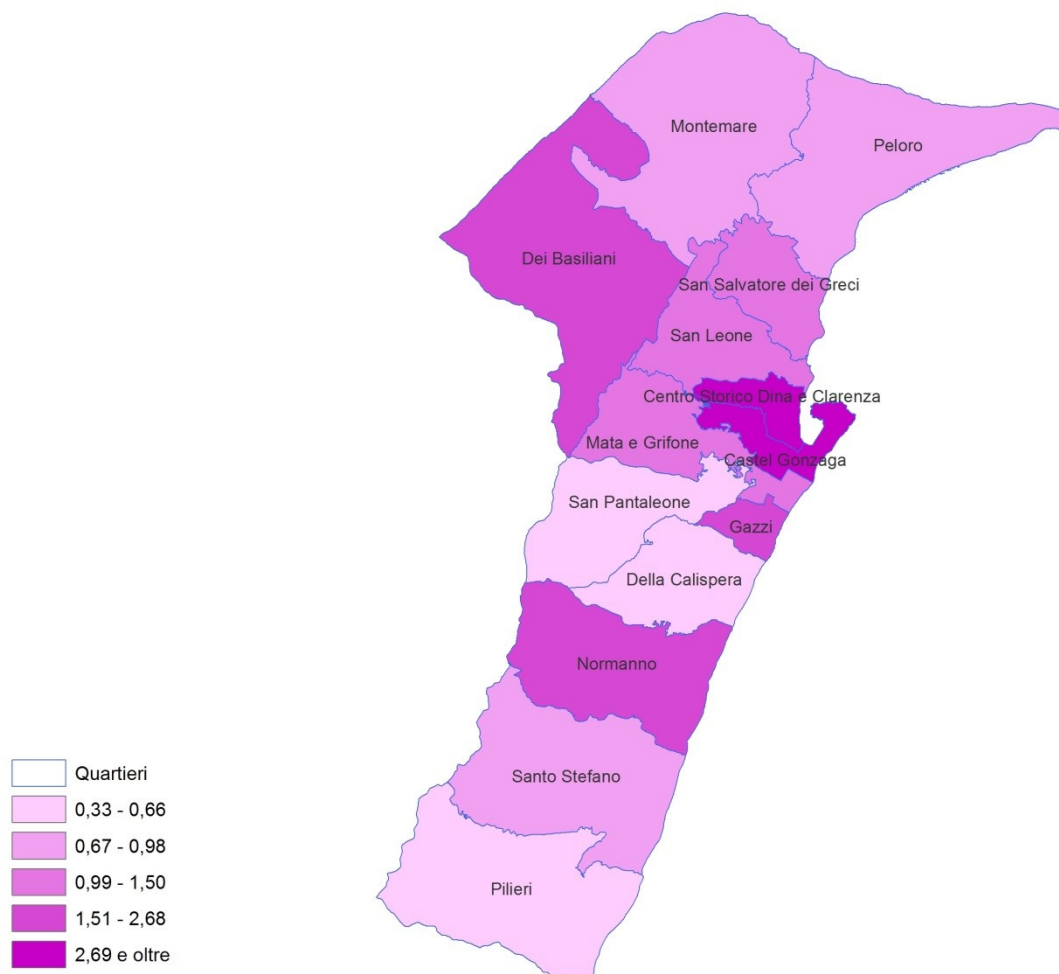 Montemare
Peloro
Dei Basiliani
San Salvatore dei Greci
San Leone
Centro Storico Dina e Clarenza
Mata e Grifone
Castel Gonzaga
San Pantaleone
Gazzi
Della Calispera
Normanno
Santo Stefano
Pilieri
Quartieri
0,33 - 0,66
0,67 - 0,98
0,99 - 1,50
1,51 - 2,68
2,69 e oltre